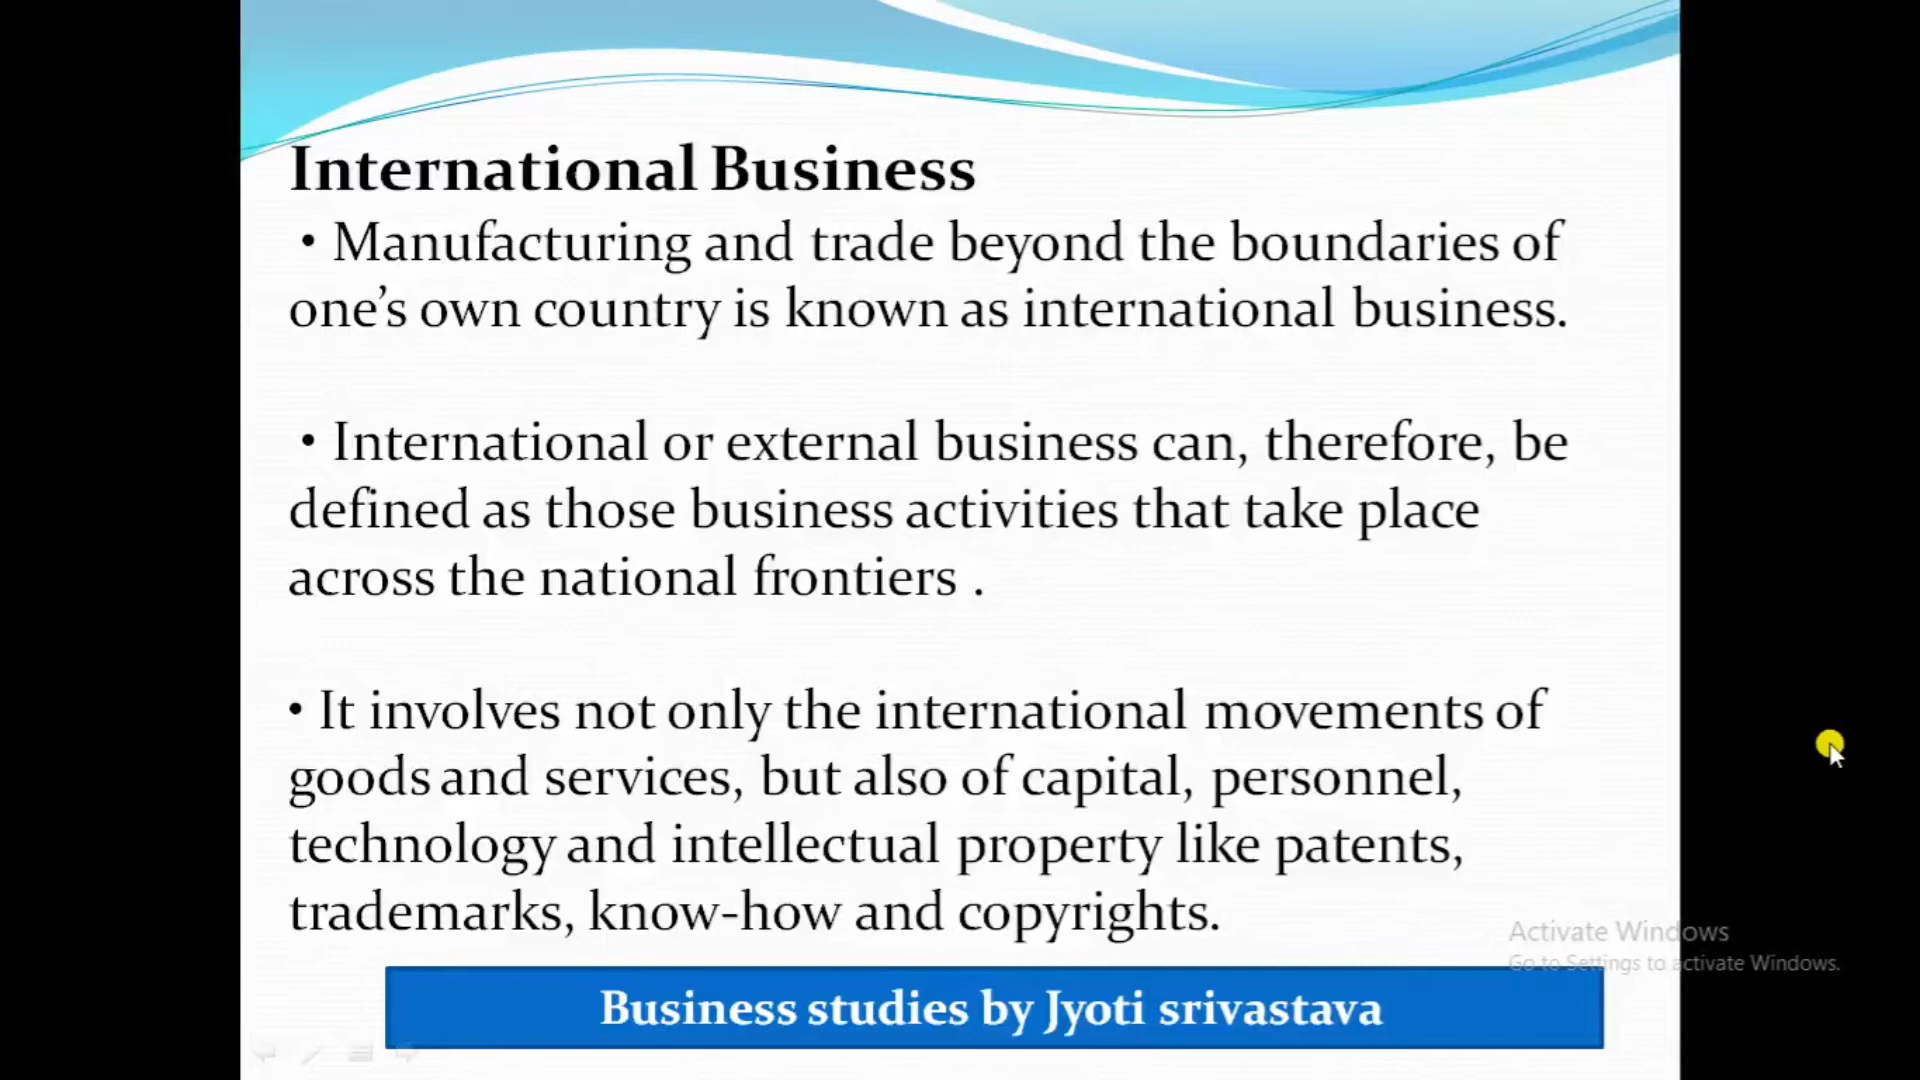 International Business
• Manufacturing and trade beyond the boundaries of
one’s own country is known as international business.
• International or external business can, therefore, be
defined as those business activities that take place
across the national frontiers .
• It involves not only the international movements of
goods and services, but also of capital, personnel,
technology and intellectual property like patents,
trademarks, know-how and copyrights.
Activate Windows
Go to Settings to activate Windows.
Business studies by Jyoti srivastava